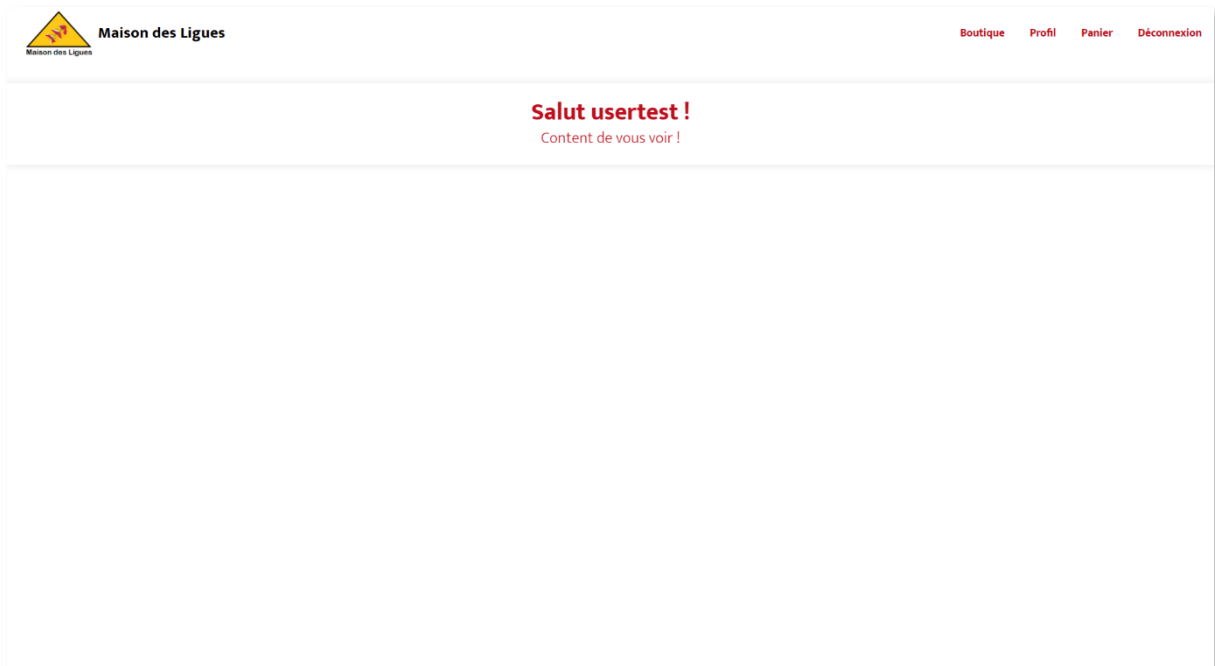 Maison des Ligues
Maison des Ligues
Boutique Profil Panier Déconnexion
Salut usertest !
Content de vous voir !